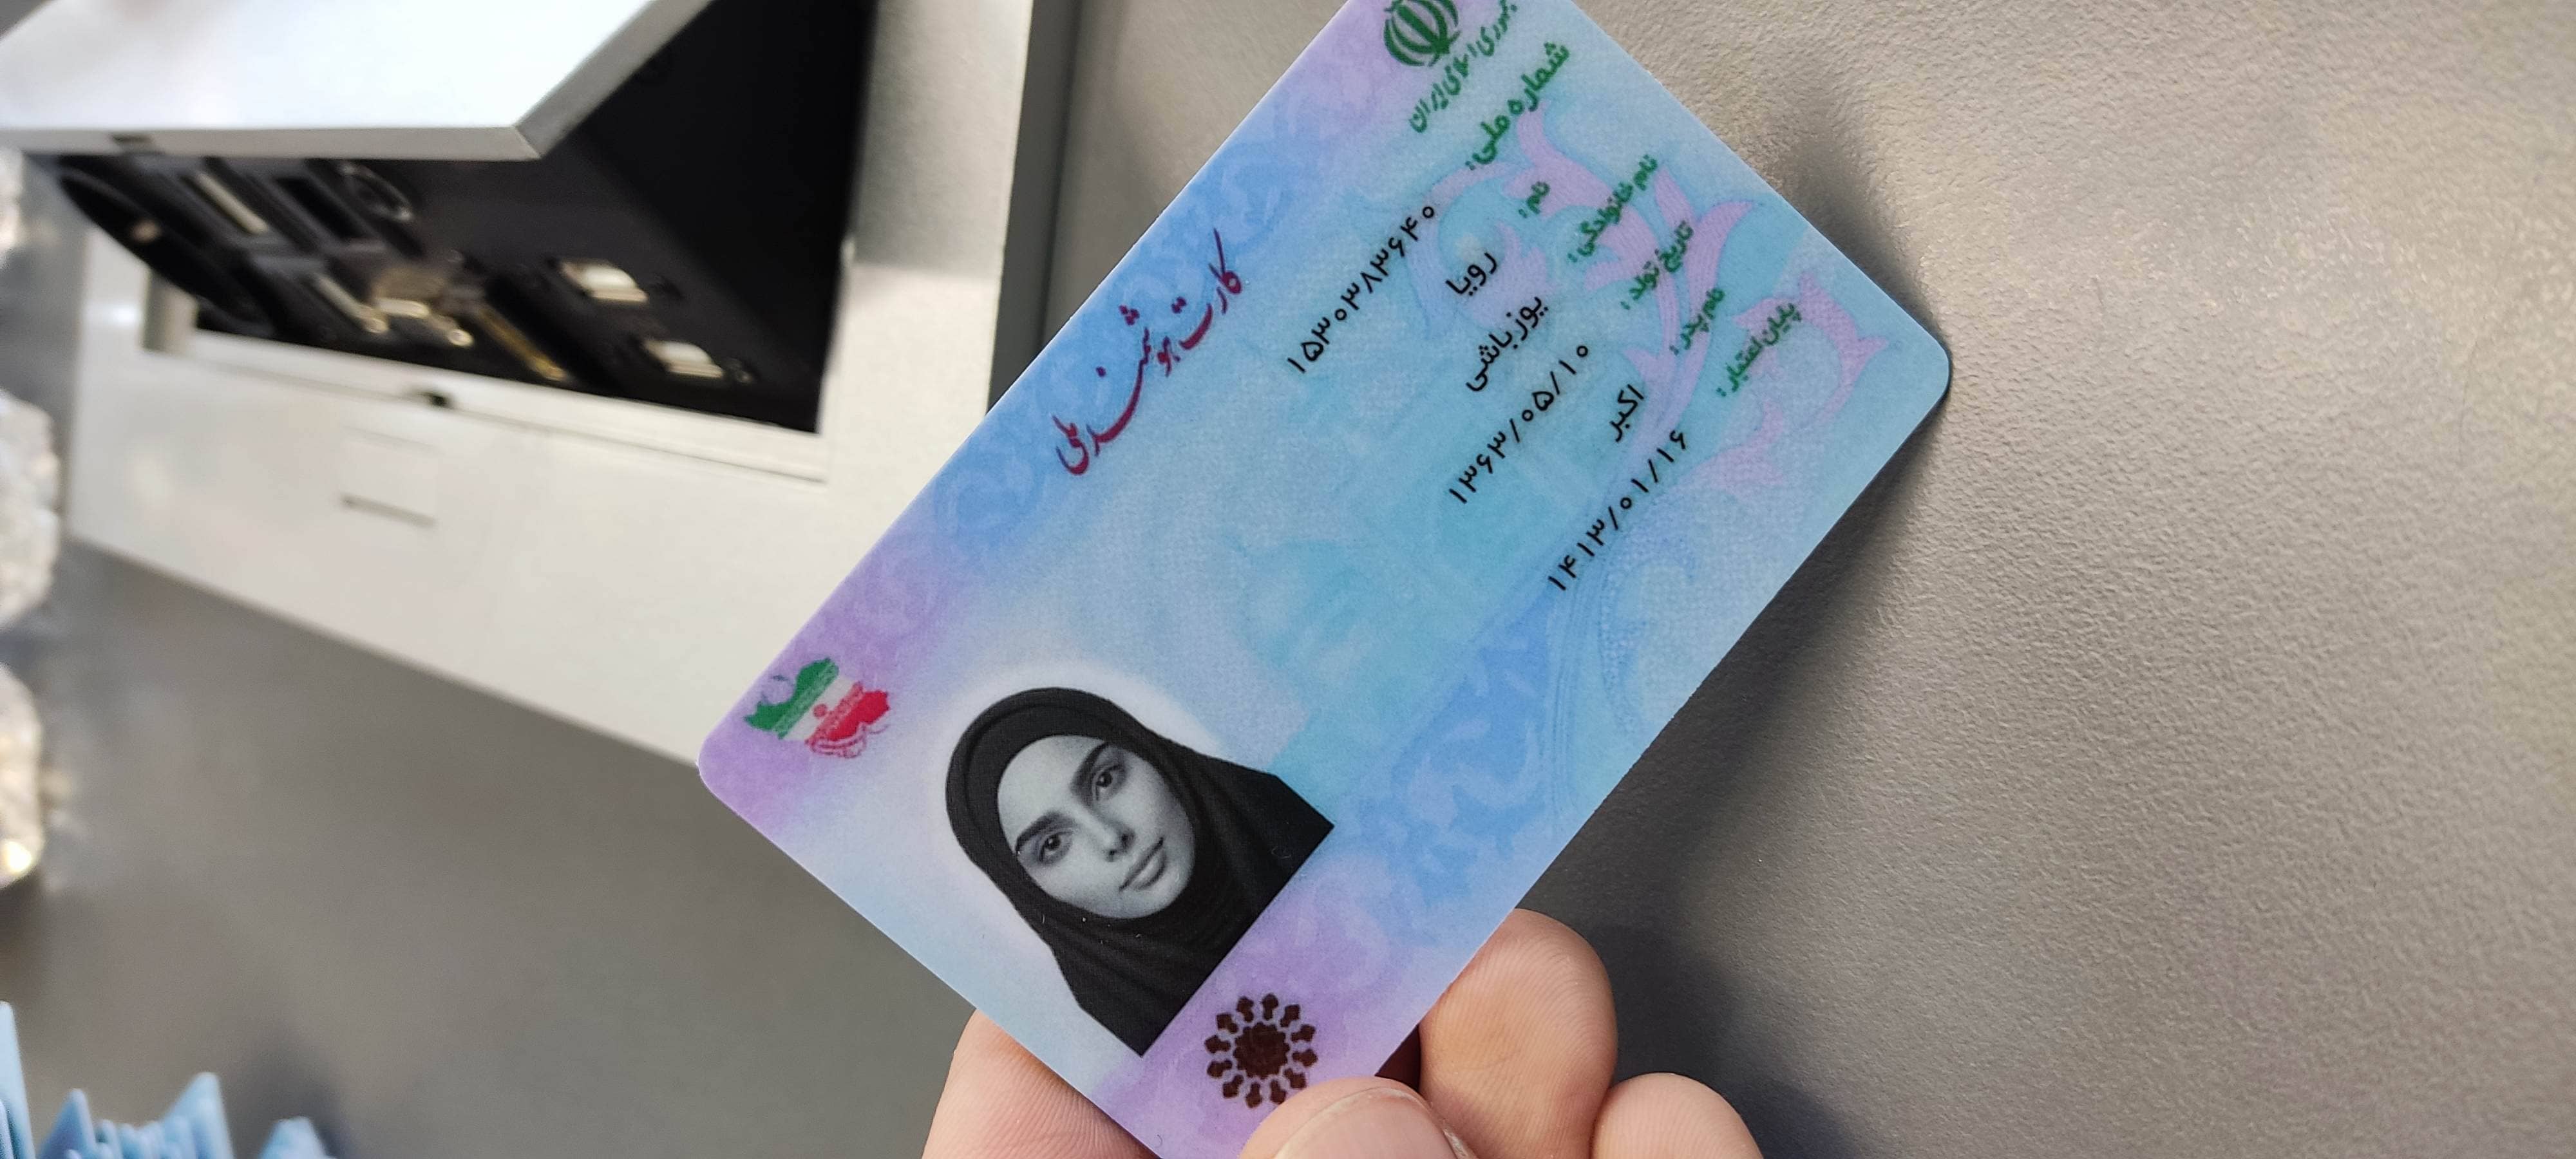 جمهوری اسلامی ایران
کارت هوشمند ملی
شماره ملی: ۱۵۳۰۳۸۳۶۴۰
نام: رویا
نام خانوادگی: یوزباشی
تاریخ تولد: ۱۳۶۳/۰۵/۱۰
نام پدر: اکبر
پایان اعتبار: ۱۴۱۳/۰۱/۱۶